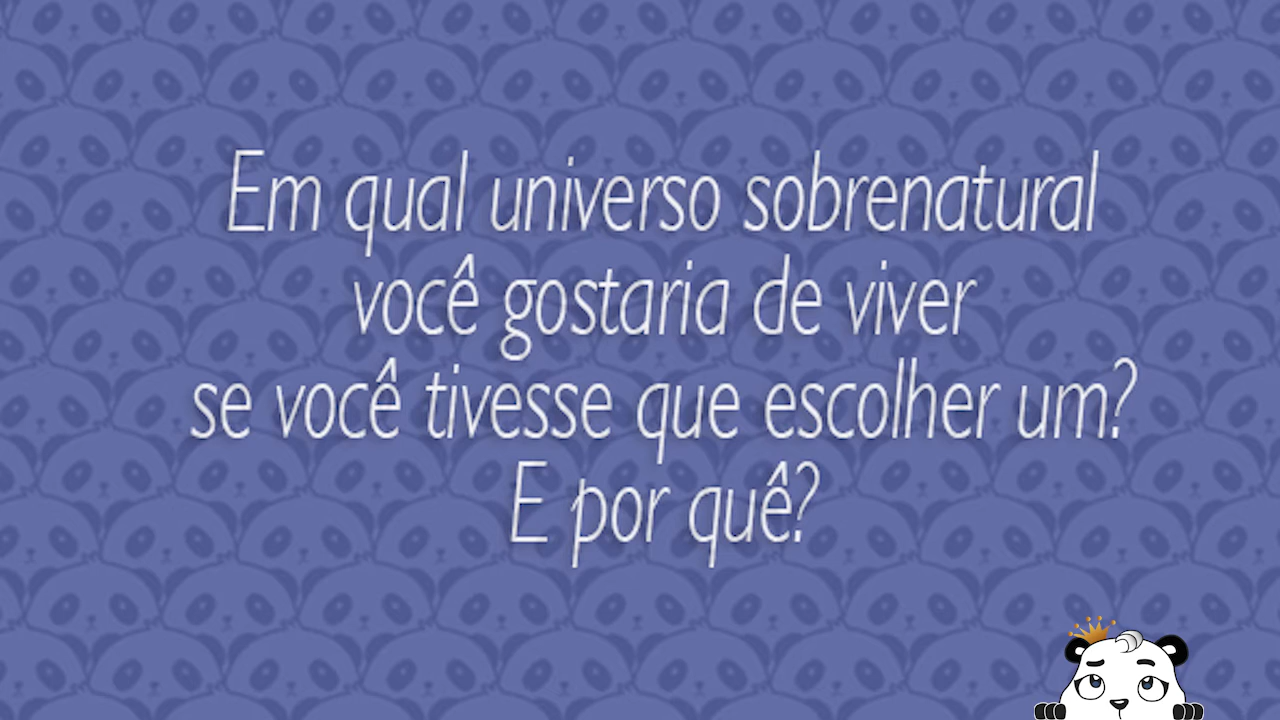 Em qual universo sobrenatural
você gostaria de viver
se você tivesse que escolher um?
E por quê?